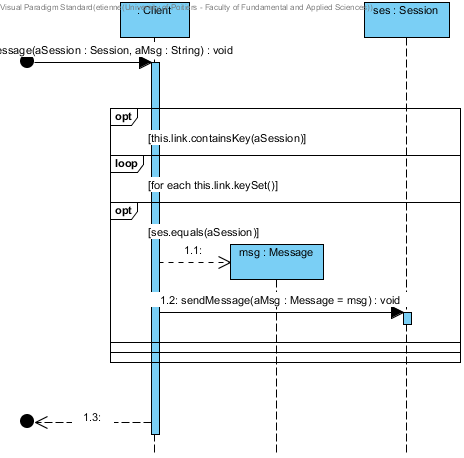 Visual Paradigm Standard(etienne(University of Poitiers - Faculty of Fundamental and Applied Sciences))
: Client
ses : Session
essage(aSession : Session, aMsg : String) : void
opt
[this.link.containsKey(aSession)]
loop
[for each this.link.keySet()]
opt
[ses.equals(aSession)]
1.1:
msg : Message
1.2: sendMessage(aMsg : Message = msg) : void
1.3: